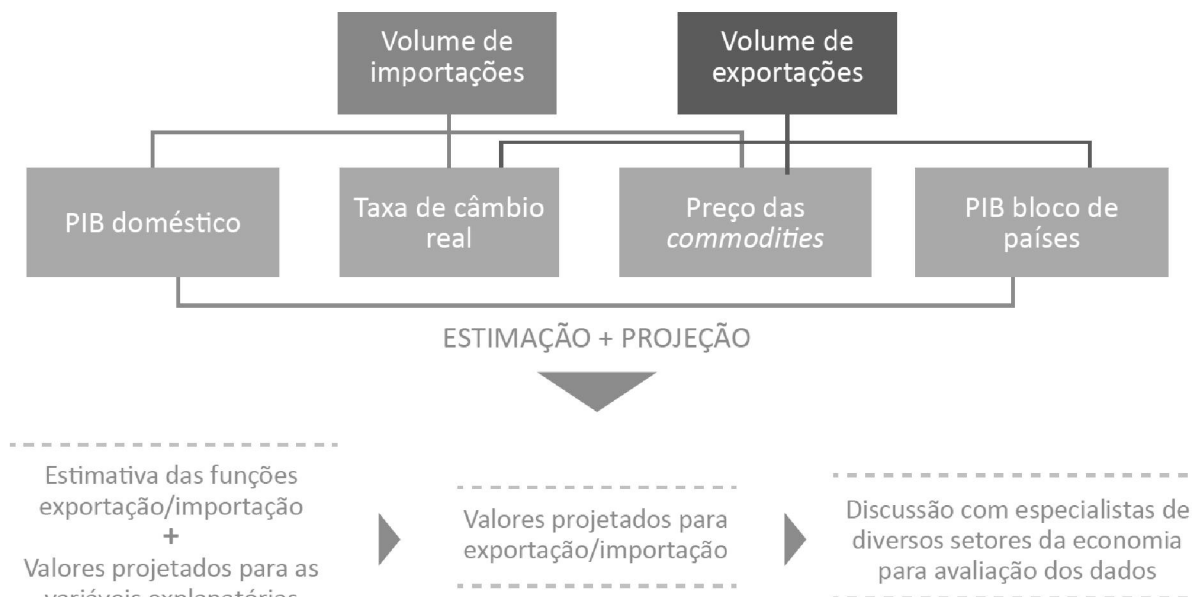 Volume de
importações
Volume de
exportações
PIB doméstico
Taxa de câmbio
real
Preço das
commodities
PIB bloco de
países
ESTIMAÇÃO + PROJEÇÃO
Estimativa das funções
exportação/importação
+
Valores projetados para as
variáveis explanatórias
Valores projetados para
exportação/importação
Discussão com especialistas de
diversos setores da economia
para avaliação dos dados